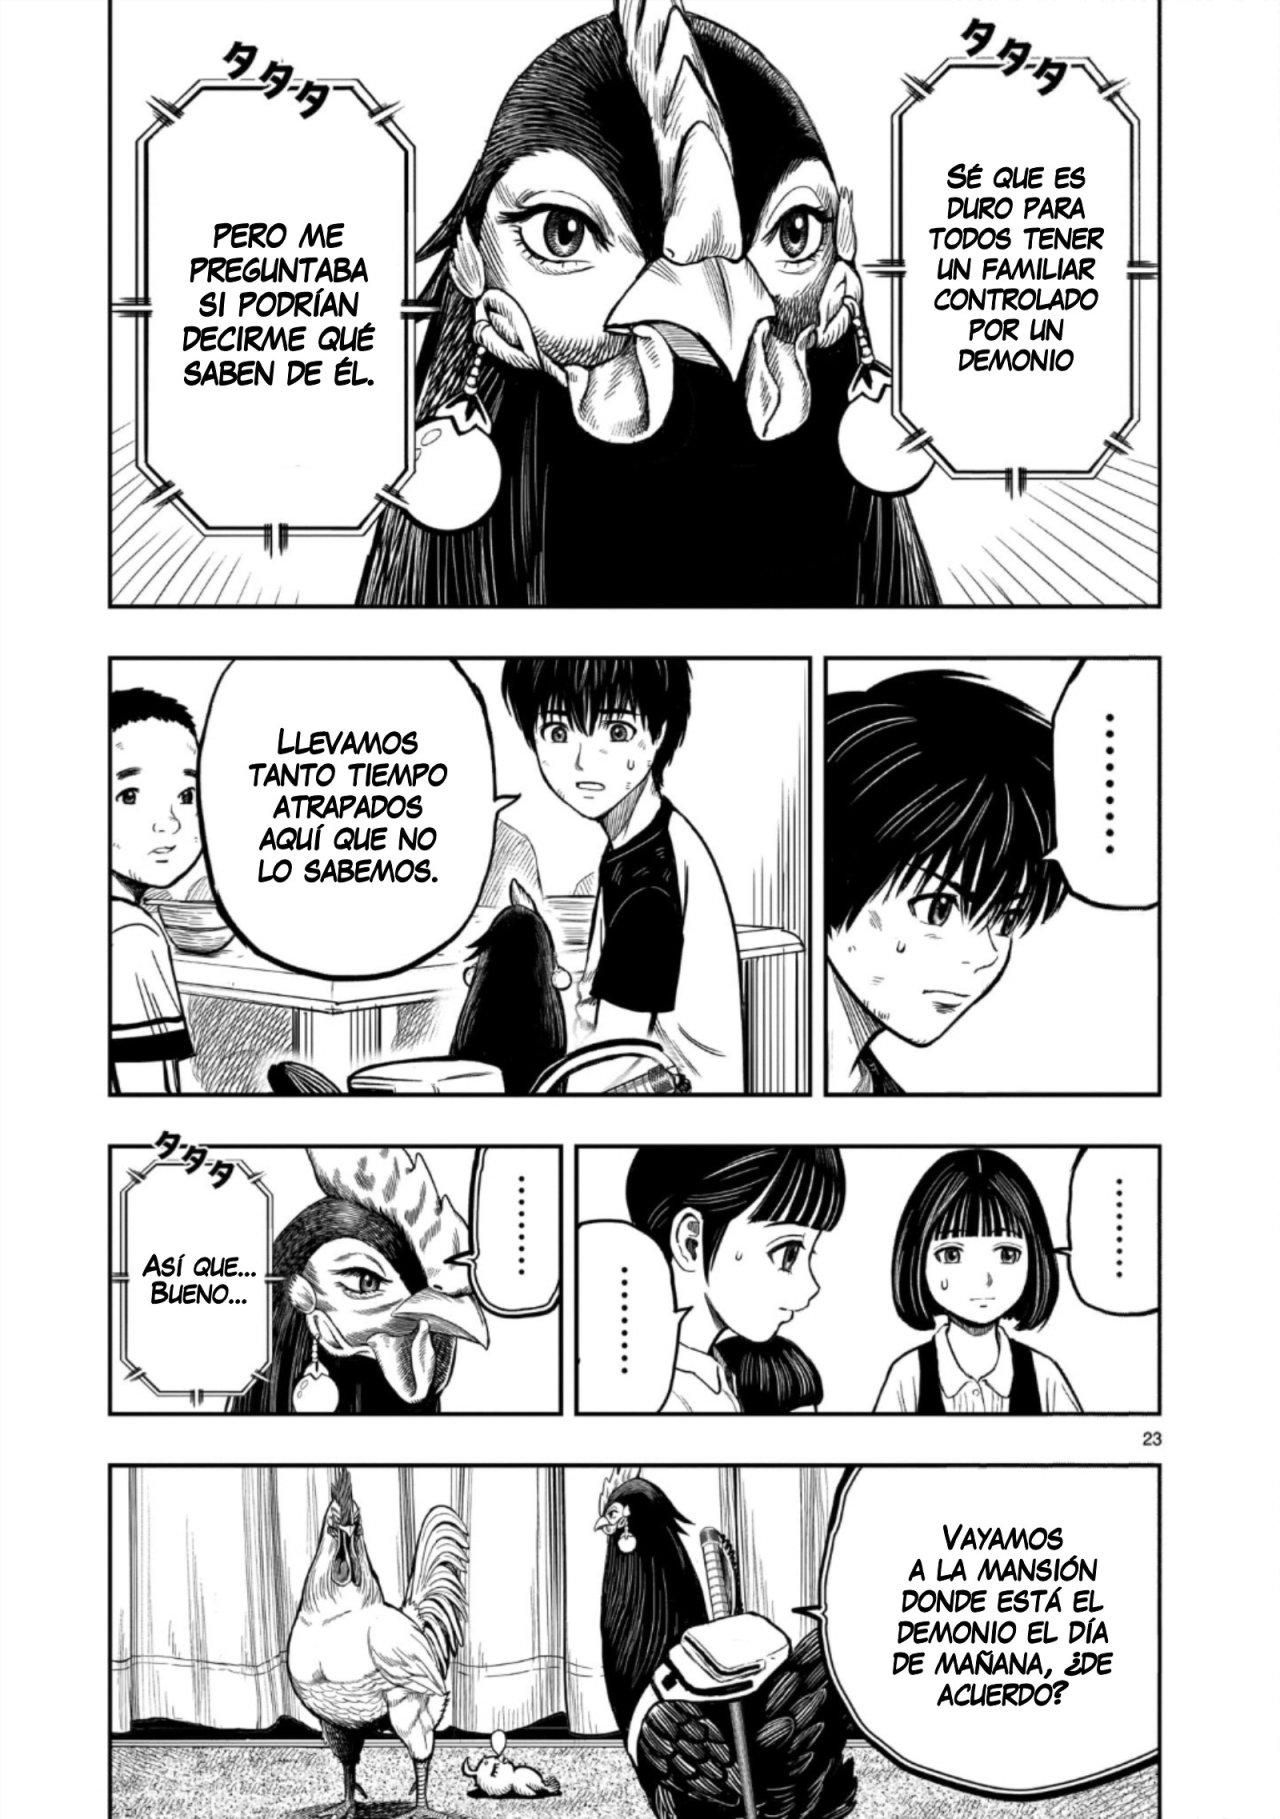 タタタ
SÉ QUE ES
DURO PARA
TODOS TENER
UN FAMILIAR
CONTROLADO
POR UN
DEMONIO
タタタ
PERO ME
PREGUNTABA
SI PODRÍAN
DECIRME QUÉ
SABEN DE ÉL.
.........
LLEVAMOS
TANTO TIEMPO
ATRAPADOS
AQUÍ QUE NO
LO SABEMOS.
.........
.........
.........
タタタ
ASÍ QUE...
BUENO...
23
VAYAMOS
A LA MANSIÓN
DONDE ESTÁ EL
DEMONIO EL DÍA
DE MAÑANA, ¿DE
ACUERDO?